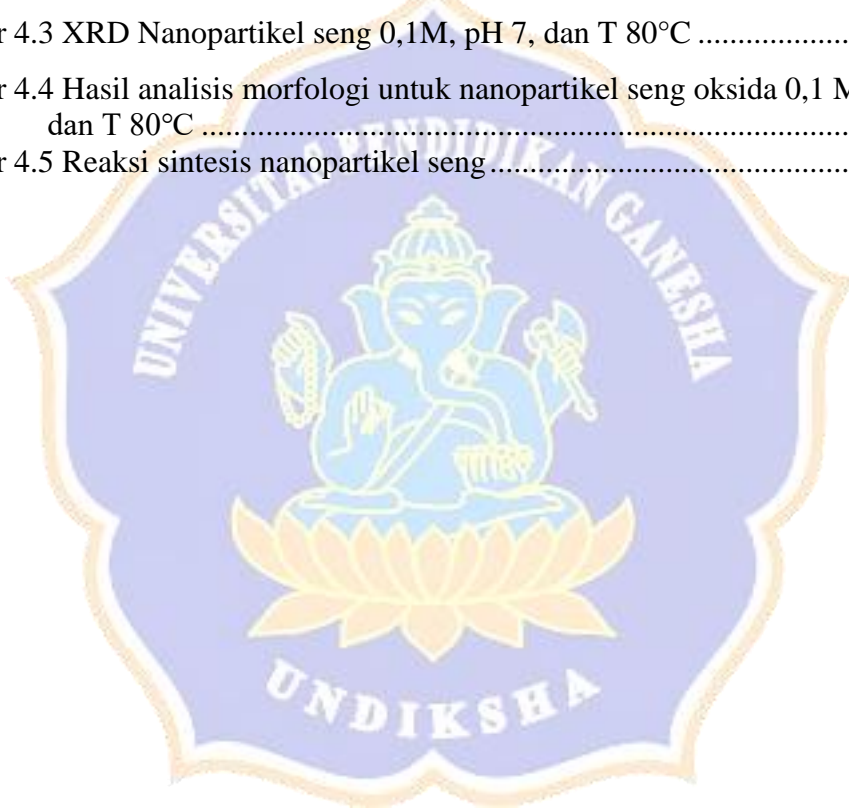 r 4.3 XRD Nanopartikel seng 0,1M, pH 7, dan T 80°C ...................
r 4.4 Hasil analisis morfologi untuk nanopartikel seng oksida 0,1 M
dan T 80℃ .................................................................................
r 4.5 Reaksi sintesis nanopartikel seng.............................................
UNIVERSITAS PENDIDIKAN GANESHA
UNDIKSHA